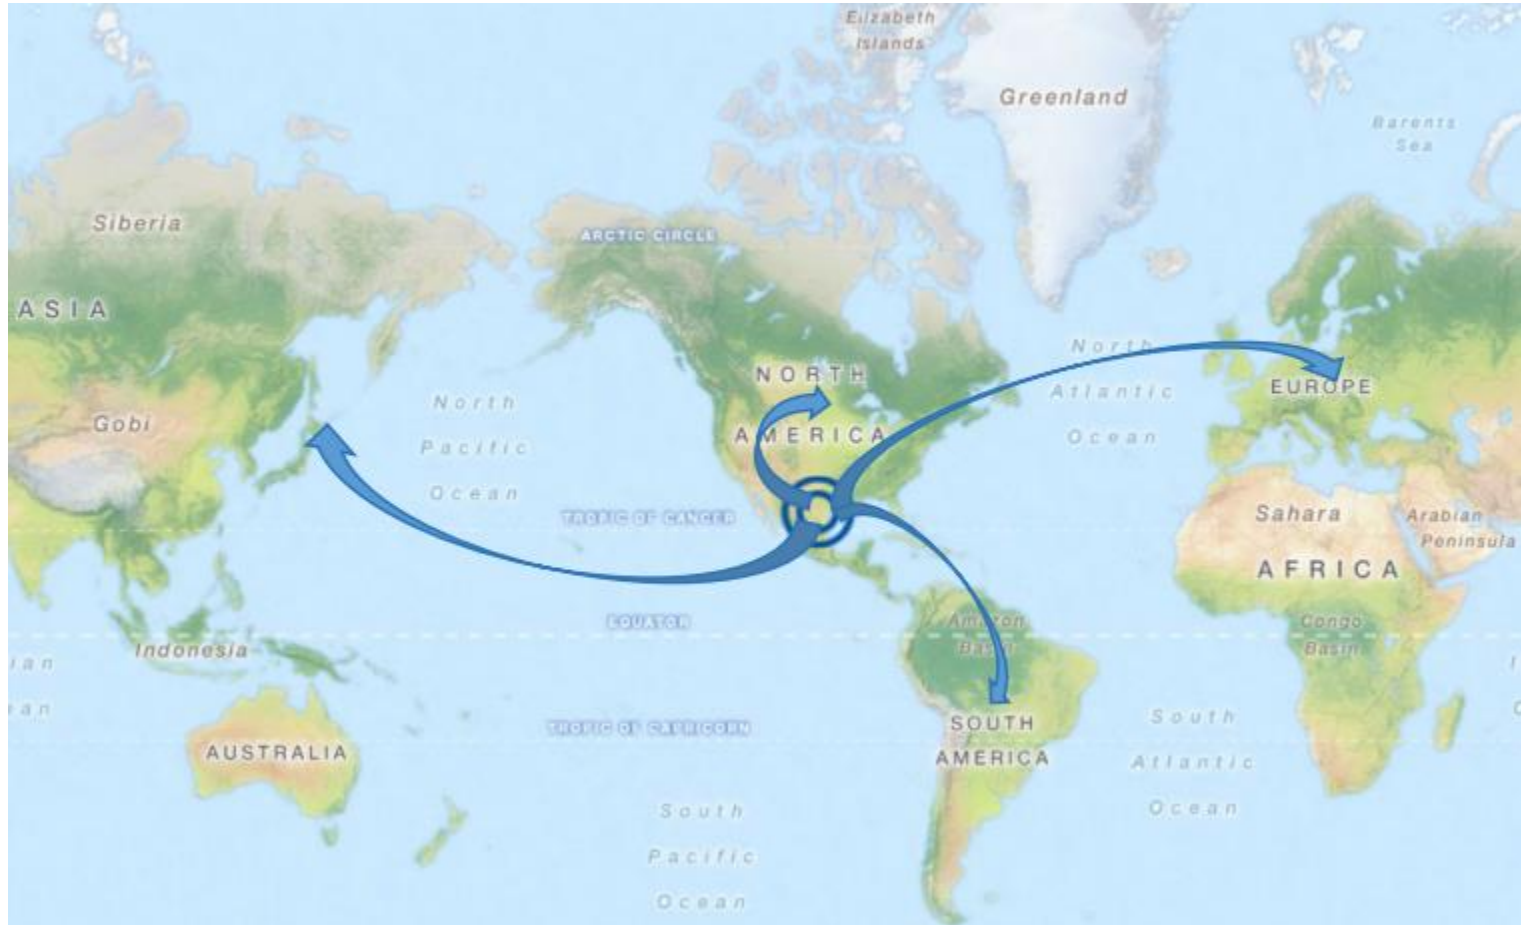 Elizabeth
Islands
Greenland
Barents
Sea
Siberia
ARCTIC CIRCLE
ASIA
North
Atlantic
Ocean
NORTH
AMERICA
EUROPE
North
Pacific
Ocean
Gobi
TROPIC OF CANCER
Sahara
Arabian
Peninsula
AFRICA
EQUATOR
Amazon
Basin
Congo
Basin
Indonesia
ian
an
TROPIC OF CAPRICORN
SOUTH
AMERICA
South
Atlantic
Ocean
AUSTRALIA
South
Pacific
Ocean